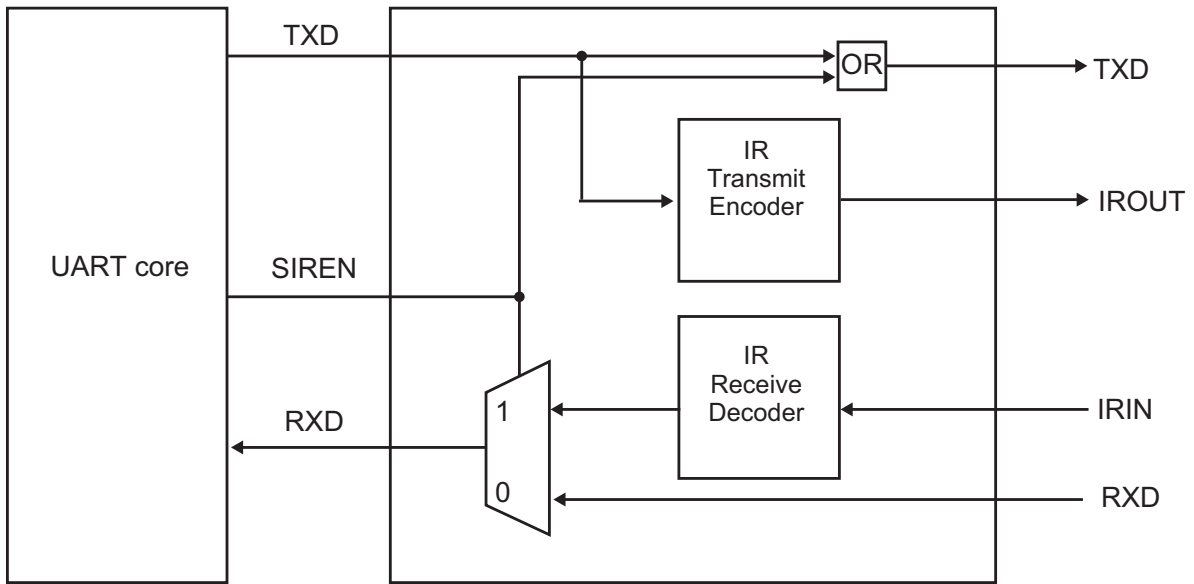 TXD
OR
TXD
IR
Transmit
Encoder
IROUT
UART core
SIREN
IR
Receive
Decoder
1
IRIN
RXD
0
RXD